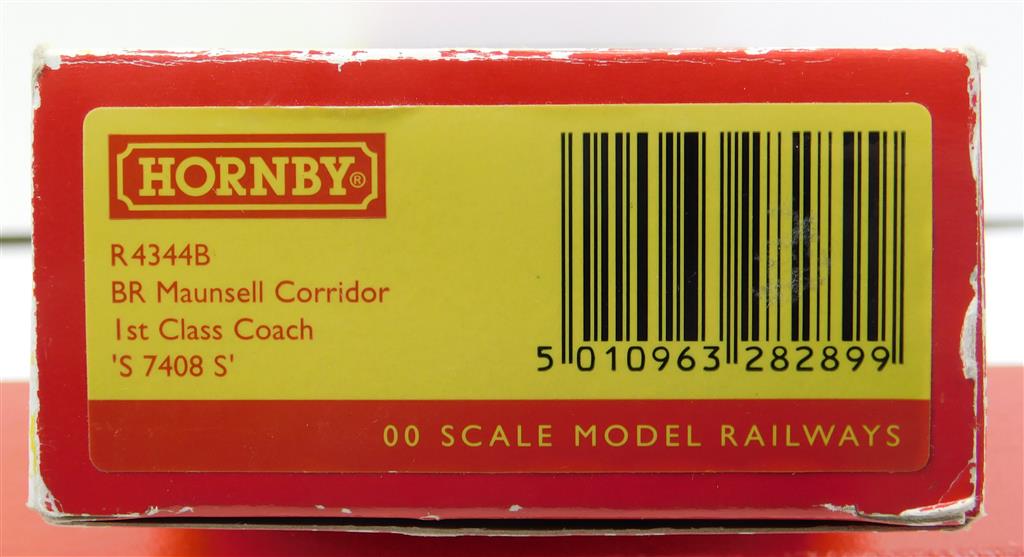 HORNBY®
R4344B
BR Maunsell Corridor
1st Class Coach
'S 7408 S'
5 010963 282899
00 SCALE MODEL RAILWAYS